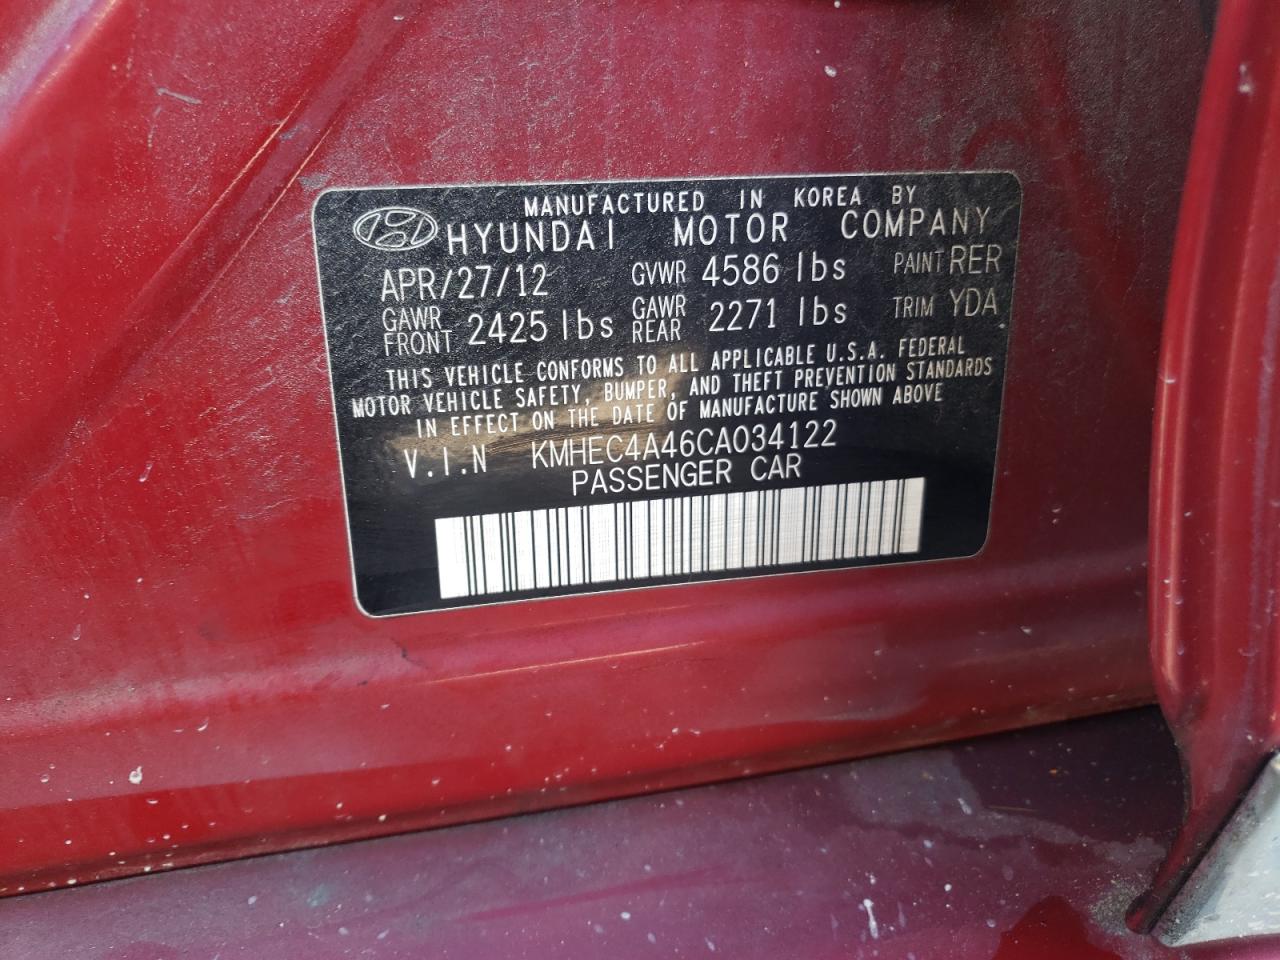 MANUFACTURED IN KOREA BY
HYUNDAI MOTOR COMPANY
APR/27/12 GVWR 4586 lbs PAINT RER
GAWR FRONT 2425 lbs GAWR REAR 2271 lbs TRIM YDA
THIS VEHICLE CONFORMS TO ALL APPLICABLE U.S.A. FEDERAL
MOTOR VEHICLE SAFETY, BUMPER, AND THEFT PREVENTION STANDARDS
IN EFFECT ON THE DATE OF MANUFACTURE SHOWN ABOVE
V.I.N KMHEC4A46CA034122
PASSENGER CAR